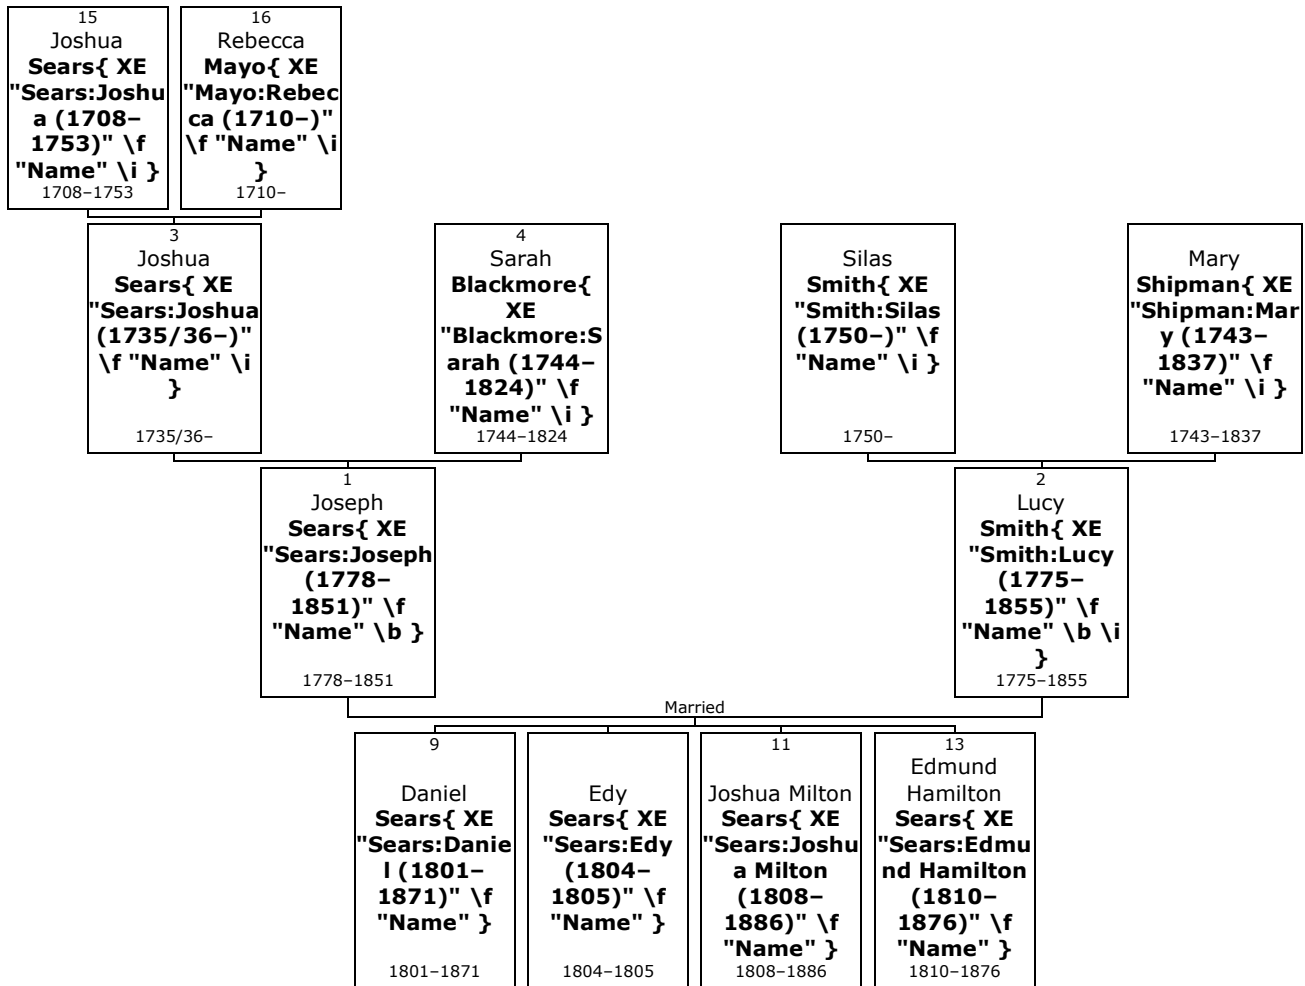 15
Joshua
Sears{ XE
"Sears:Joshu
a (1708–
1753)" \f
"Name" \i }
1708–1753
16
Rebecca
Mayo{ XE
"Mayo:Rebec
ca (1710–)"
\f "Name" \i
}
1710–
3
Joshua
Sears{ XE
"Sears:Joshua
(1735/36–)"
\f "Name" \i
}
1735/36–
4
Sarah
Blackmore{
XE
"Blackmore:S
arah (1744–
1824)" \f
"Name" \i }
1744–1824
Silas
Smith{ XE
"Smith:Silas
(1750–)" \f
"Name" \i }
1750–
Mary
Shipman{ XE
"Shipman:Mar
y (1743–
1837)" \f
"Name" \i }
1743–1837
1
Joseph
Sears{ XE
"Sears:Joseph
(1778–
1851)" \f
"Name" \b }
1778–1851
2
Lucy
Smith{ XE
"Smith:Lucy
(1775–
1855)" \f
"Name" \b \i
}
1775–1855
Married
9
Daniel
Sears{ XE
"Sears:Danie
l (1801–
1871)" \f
"Name" }
1801–1871
Edy
Sears{ XE
"Sears:Edy
(1804–
1805)" \f
"Name" }
1804–1805
11
Joshua Milton
Sears{ XE
"Sears:Joshu
a Milton
(1808–
1886)" \f
"Name" }
1808–1886
13
Edmund
Hamilton
Sears{ XE
"Sears:Edmu
nd Hamilton
(1810–
1876)" \f
"Name" }
1810–1876